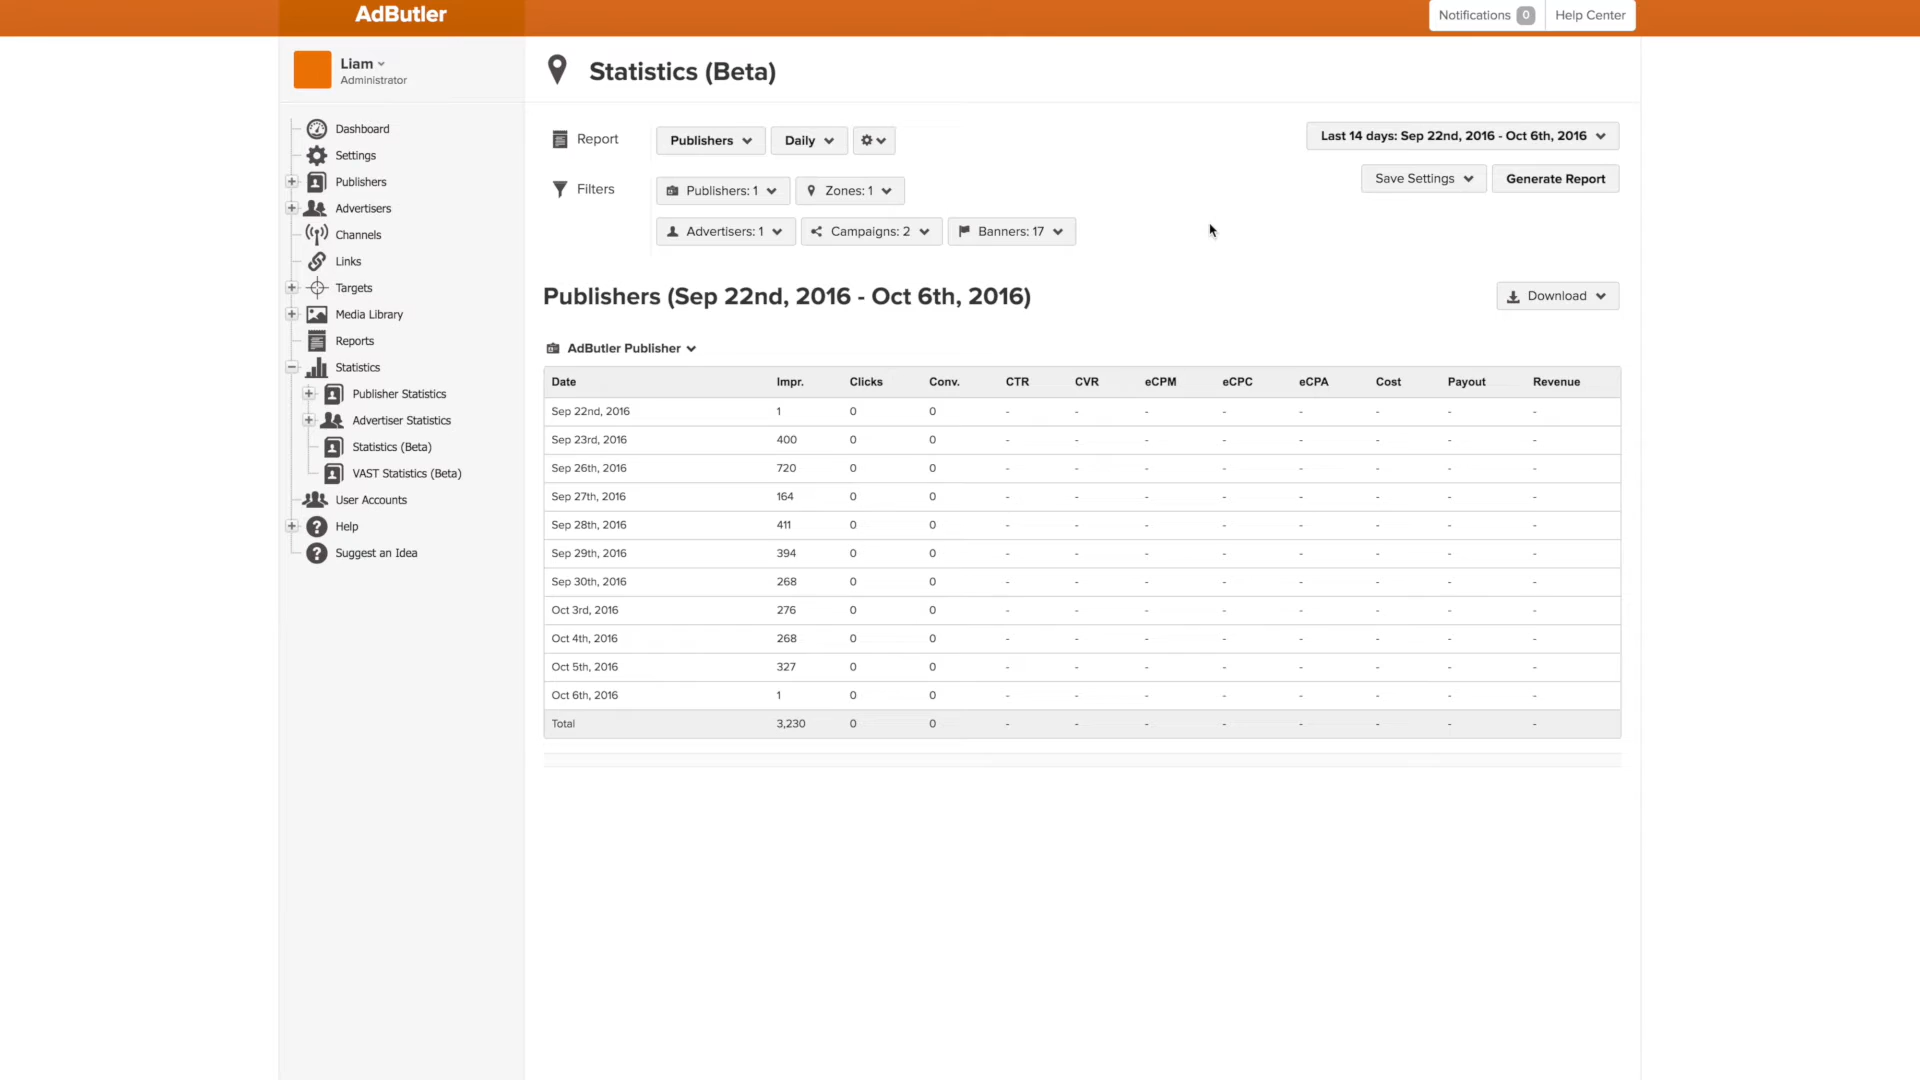 AdButler
Notifications 0 Help Center
Liam
Administrator
Statistics (Beta)
Dashboard
Settings
Publishers
Advertisers
Channels
Links
Targets
Media Library
Reports
Statistics
Publisher Statistics
Advertiser Statistics
Statistics (Beta)
VAST Statistics (Beta)
User Accounts
Help
Suggest an Idea
Report Publishers Daily Last 14 days: Sep 22nd, 2016 - Oct 6th, 2016
Save Settings Generate Report
Filters Publishers: 1 Zones: 1
Advertisers: 1 Campaigns: 2 Banners: 17
Publishers (Sep 22nd, 2016 - Oct 6th, 2016) Download
AdButler Publisher
Date Impr. Clicks Conv. CTR CVR eCPM eCPC eCPA Cost Payout Revenue
Sep 22nd, 2016 1 0 0 - - - - - - - -
Sep 23rd, 2016 400 0 0 - - - - - - - -
Sep 26th, 2016 720 0 0 - - - - - - - -
Sep 27th, 2016 164 0 0 - - - - - - - -
Sep 28th, 2016 411 0 0 - - - - - - - -
Sep 29th, 2016 394 0 0 - - - - - - - -
Sep 30th, 2016 268 0 0 - - - - - - - -
Oct 3rd, 2016 276 0 0 - - - - - - - -
Oct 4th, 2016 268 0 0 - - - - - - - -
Oct 5th, 2016 327 0 0 - - - - - - - -
Oct 6th, 2016 1 0 0 - - - - - - - -
Total 3,230 0 0 - - - - - - - -